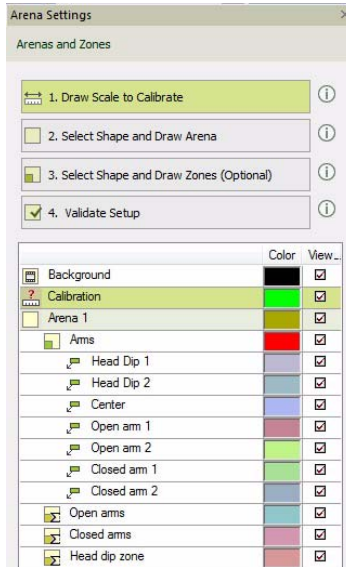 Arena Settings
Arenas and Zones
1. Draw Scale to Calibrate
2. Select Shape and Draw Arena
3. Select Shape and Draw Zones (Optional)
4. Validate Setup
Color View...
Background
? Calibration
Arena 1
Arms
Head Dip 1
Head Dip 2
Center
Open arm 1
Open arm 2
Closed arm 1
Closed arm 2
Σ Open arms
Σ Closed arms
Σ Head dip zone